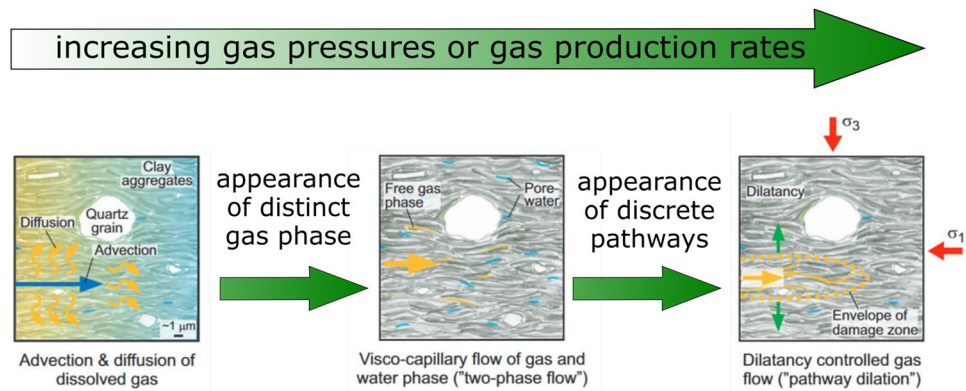 increasing gas pressures or gas production rates
Clay
aggregates
Quartz
grain
Diffusion
Advection
~1 μm
Advection & diffusion of
dissolved gas
appearance
of distinct
gas phase
Free gas
phase
Pore-
water
Visco-capillary flow of gas and
water phase ("two-phase flow")
appearance
of discrete
pathways
σ3
Dilatancy
σ1
Envelope of
damage zone
Dilatancy controlled gas
flow ("pathway dilation")